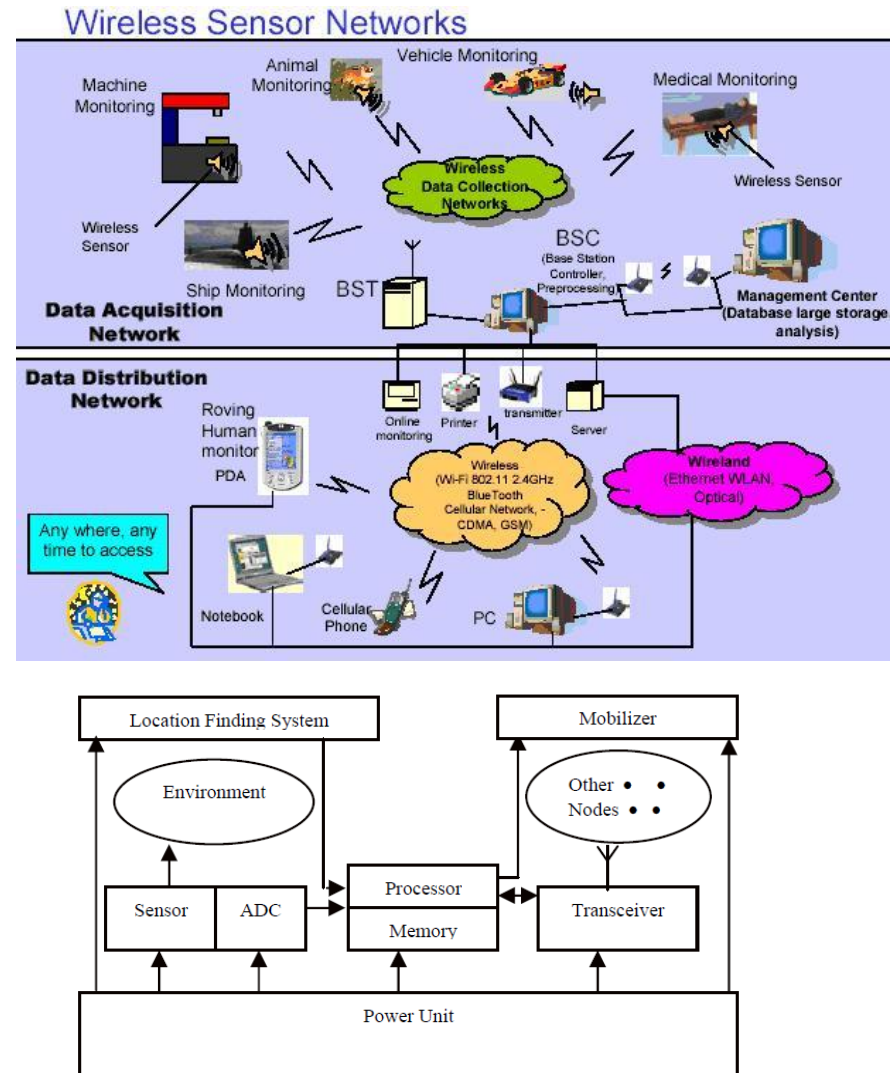 Wireless Sensor Networks
Machine
Monitoring
Animal
Monitoring
Vehicle Monitoring
Medical Monitoring
Wireless
Data Collection
Networks
Wireless Sensor
Wireless
Sensor
Ship Monitoring
BST
BSC
(Base Station
Controller,
Preprocessing)
Management Center
(Database large storage,
analysis)
Data Acquisition
Network
Data Distribution
Network
Roving
Human
monitor
PDA
Online
monitoring
Printer
transmitter
Server
Wireless
(Wi-Fi 802.11 2.4GHz
BlueTooth
Cellular Network, -
CDMA, GSM)
Wireland
(Ethernet WLAN,
Optical)
Any where, any
time to access
Notebook
Cellular
Phone
PC
Location Finding System
Mobilizer
Environment
Other
Nodes
Sensor
ADC
Processor
Memory
Transceiver
Power Unit